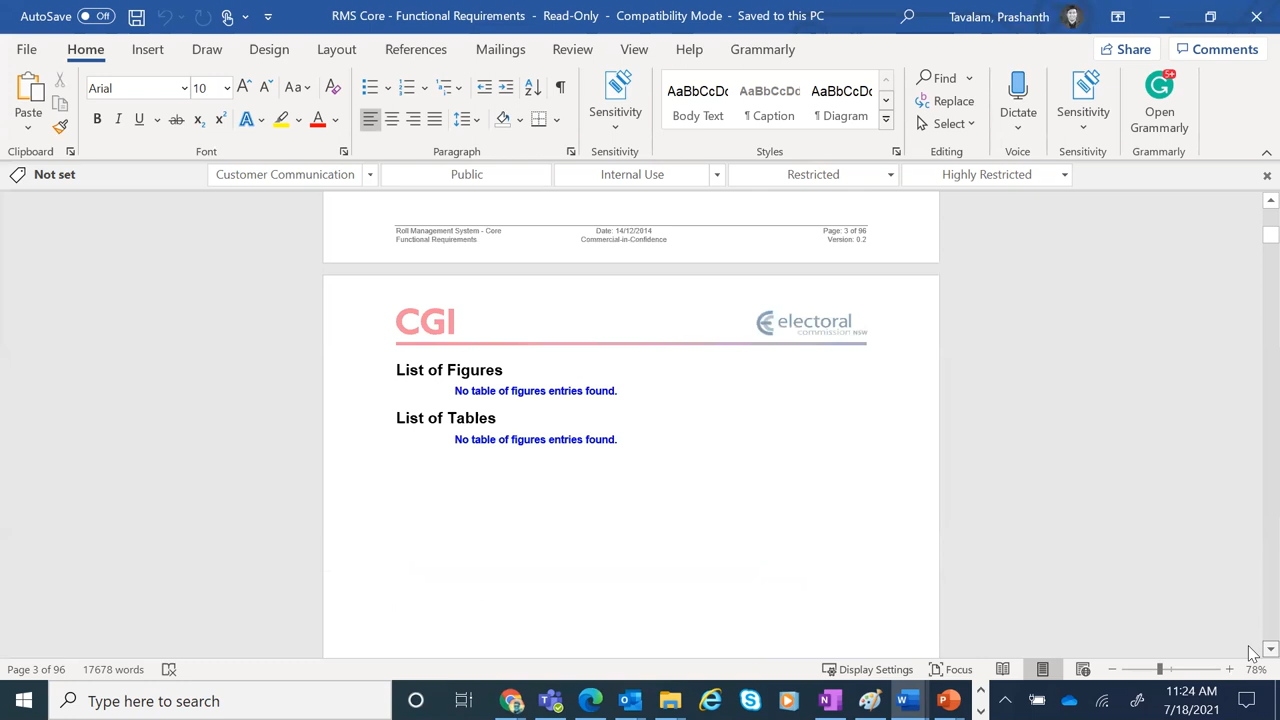 AutoSave Off RMS Core - Functional Requirements - Read-Only - Compatibility Mode - Saved to this PC Tavalam, Prashanth
File Home Insert Draw Design Layout References Mailings Review View Help Grammarly Share Comments
Arial 10 Aa
AaBbCcDc AaBbCcDc AaBbCcDc
Find
Replace
Select
Paste
Sensitivity
Body Text ¶ Caption ¶ Diagram
Dictate
Sensitivity
Open
Grammarly
Clipboard Font Paragraph Sensitivity Styles Editing Voice Sensitivity Grammarly
Not set Customer Communication Public Internal Use Restricted Highly Restricted
Roll Management System - Core Date: 14/12/2014 Page: 3 of 96
Functional Requirements Commercial-in-Confidence Version: 0.2
CGI electoral
commission NSW
List of Figures
No table of figures entries found.
List of Tables
No table of figures entries found.
Page 3 of 96 17678 words Display Settings Focus 78%
Type here to search
11:24 AM
7/18/2021